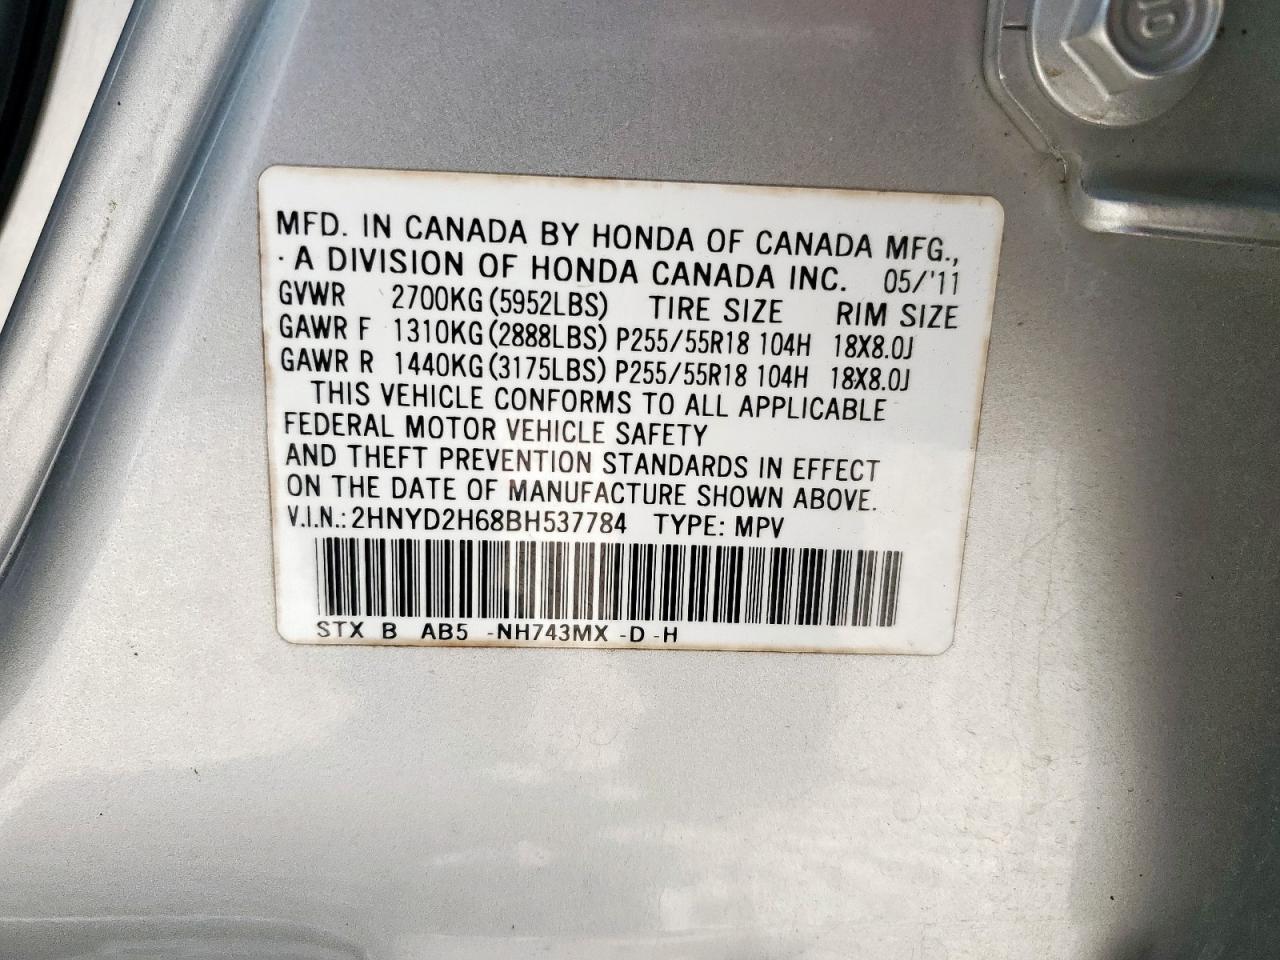 10
MFD. IN CANADA BY HONDA OF CANADA MFG.,
·A DIVISION OF HONDA CANADA INC. 05/'11
GVWR 2700KG(5952LBS) TIRE SIZE RIM SIZE
GAWR F 1310KG(2888LBS) P255/55R18 104H 18X8.0J
GAWR R 1440KG(3175LBS) P255/55R18 104H 18X8.0J
THIS VEHICLE CONFORMS TO ALL APPLICABLE
FEDERAL MOTOR VEHICLE SAFETY
AND THEFT PREVENTION STANDARDS IN EFFECT
ON THE DATE OF MANUFACTURE SHOWN ABOVE.
V.I.N.: 2HNYD2H68BH537784 TYPE: MPV
STX B AB5 -NH743MX -D -H